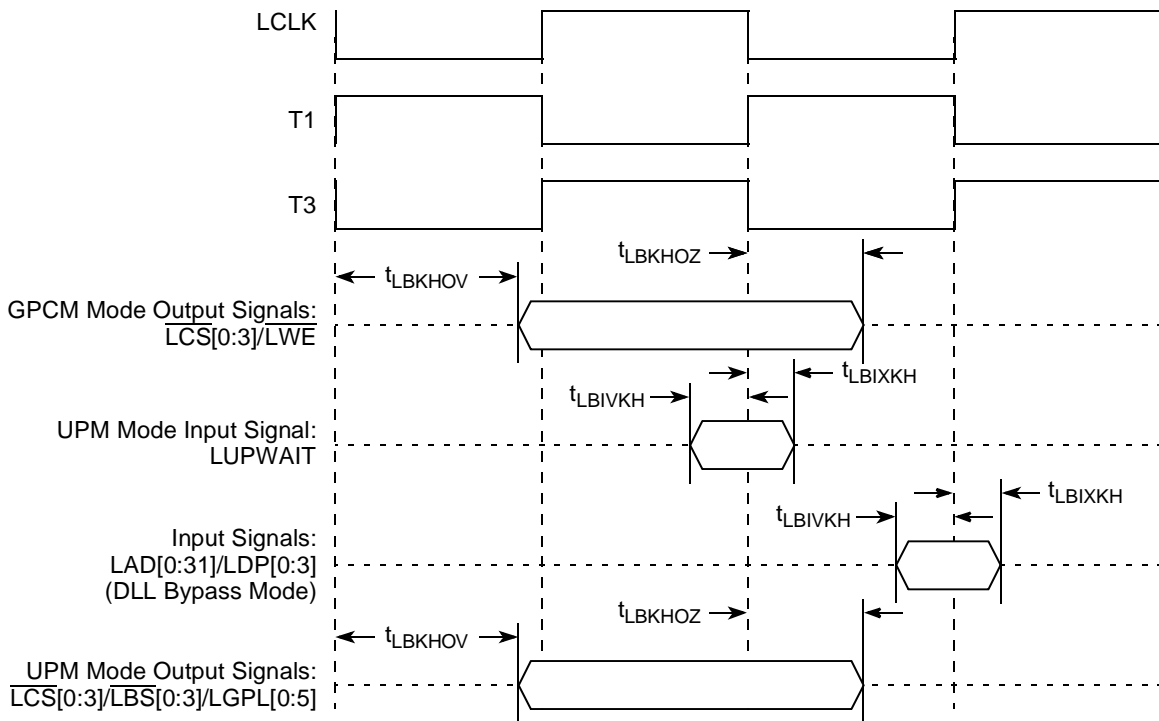 LCLK
T1
T3
tLBKHOZ
tLBKHOV
GPCM Mode Output Signals:
LCS[0:3]/LWE
tLBIXKH
tLBIVKH
UPM Mode Input Signal:
LUPWAIT
tLBIXKH
tLBIVKH
Input Signals:
LAD[0:31]/LDP[0:3]
(DLL Bypass Mode)
tLBKHOZ
tLBKHOV
UPM Mode Output Signals:
LCS[0:3]/LBS[0:3]/LGPL[0:5]